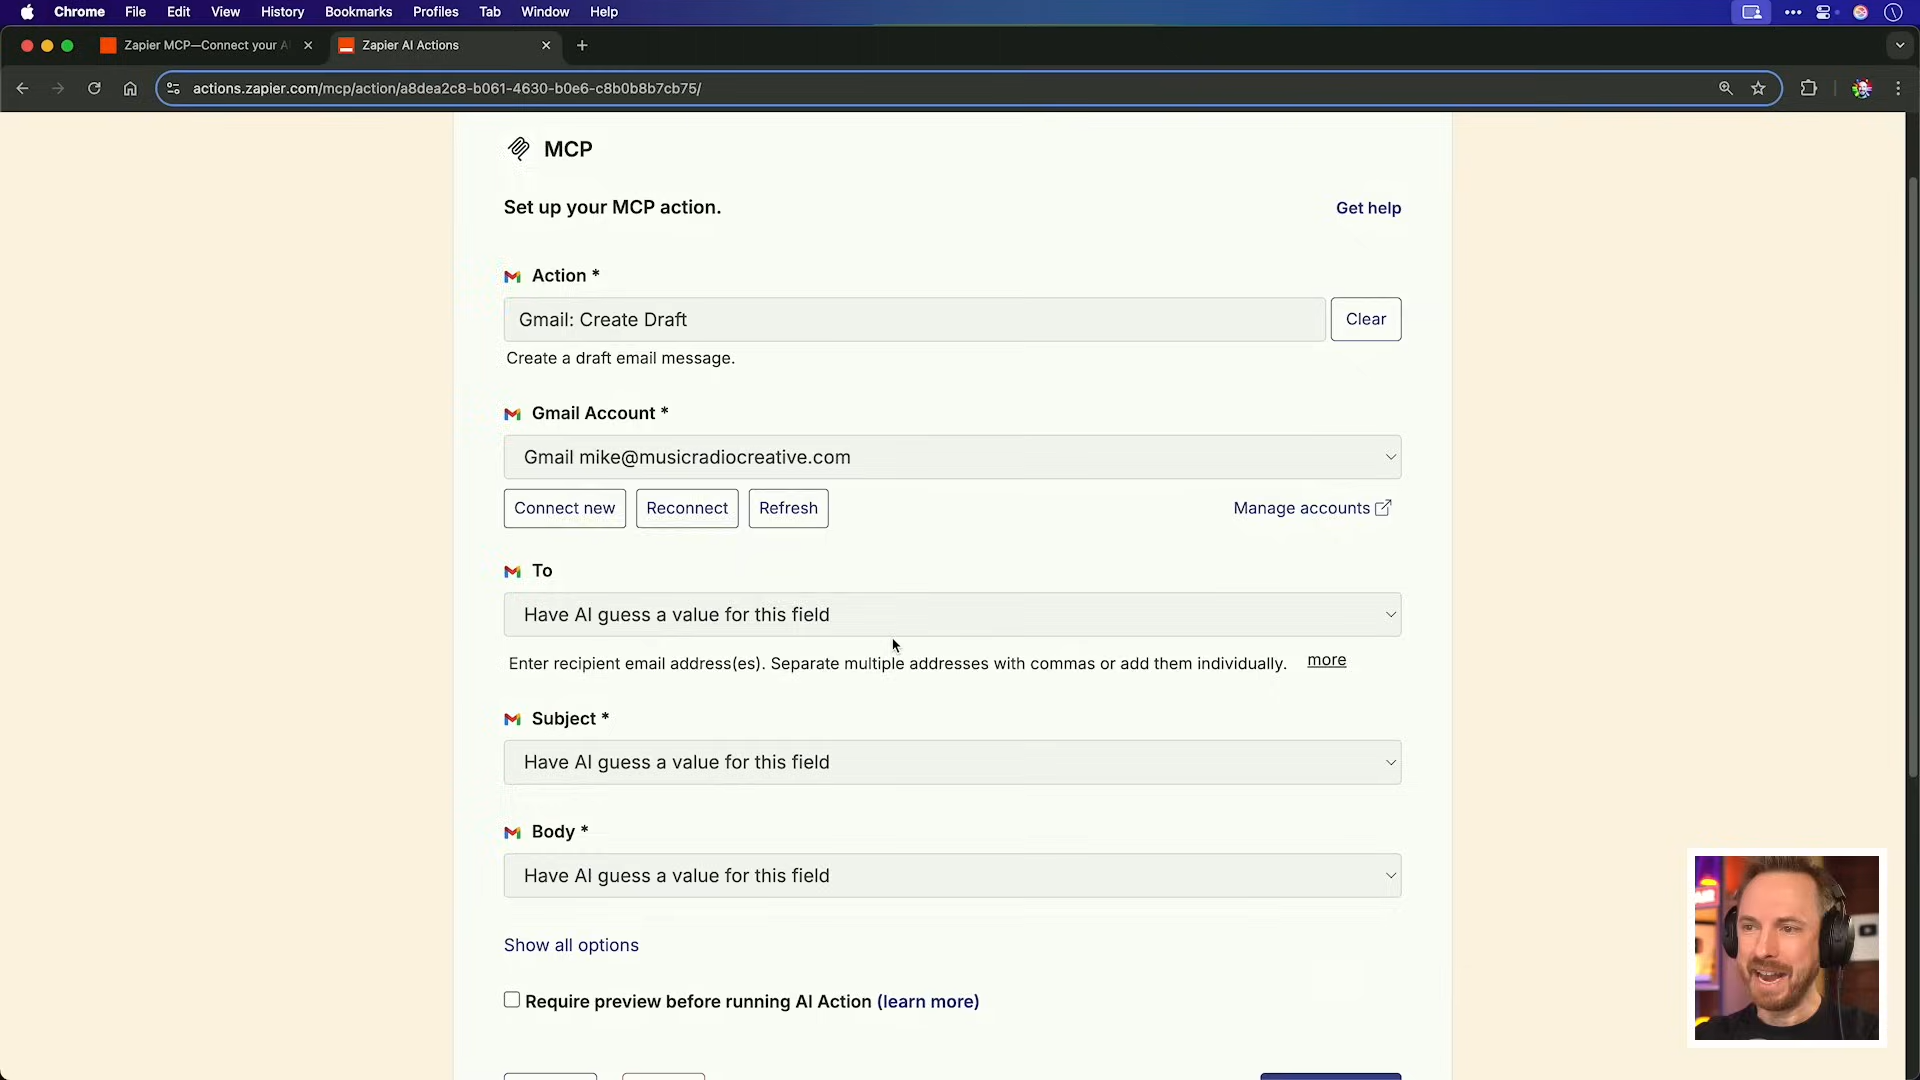 Chrome File Edit View History Bookmarks Profiles Tab Window Help
Zapier MCP—Connect your A
Zapier AI Actions
actions.zapier.com/mcp/action/a8dea2c8-b061-4630-b0e6-c8b0b8b7cb75/
MCP
Set up your MCP action.
Get help
Action *
Gmail: Create Draft
Clear
Create a draft email message.
Gmail Account *
Gmail mike@musicradiocreative.com
Connect new
Reconnect
Refresh
Manage accounts
To
Have AI guess a value for this field
Enter recipient email address(es). Separate multiple addresses with commas or add them individually. more
Subject *
Have AI guess a value for this field
Body *
Have AI guess a value for this field
Show all options
Require preview before running AI Action (learn more)